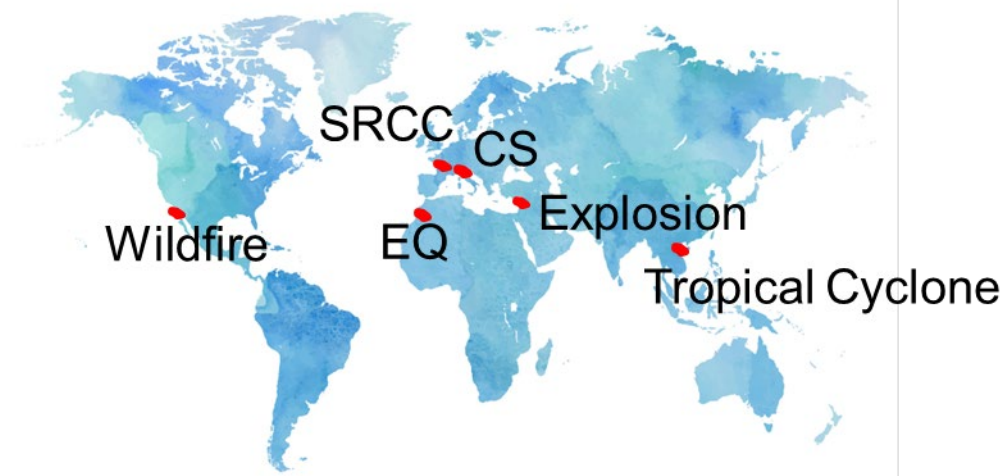 SRCC
CS
Explosion
Wildfire
EQ
Tropical Cyclone